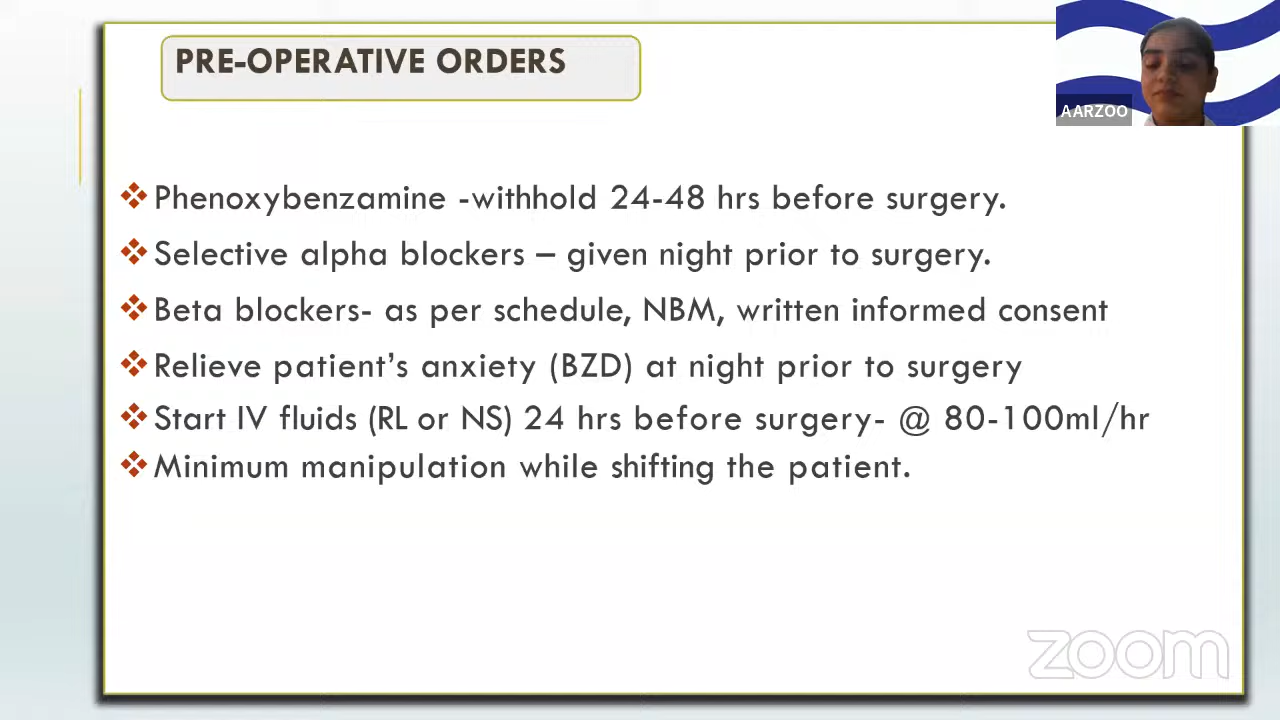 PRE-OPERATIVE ORDERS
AARZOO
❖ Phenoxybenzamine -withhold 24-48 hrs before surgery.
❖ Selective alpha blockers – given night prior to surgery.
❖ Beta blockers- as per schedule, NBM, written informed consent
❖ Relieve patient’s anxiety (BZD) at night prior to surgery
❖ Start IV fluids (RL or NS) 24 hrs before surgery- @ 80-100ml/hr
❖ Minimum manipulation while shifting the patient.
zoom